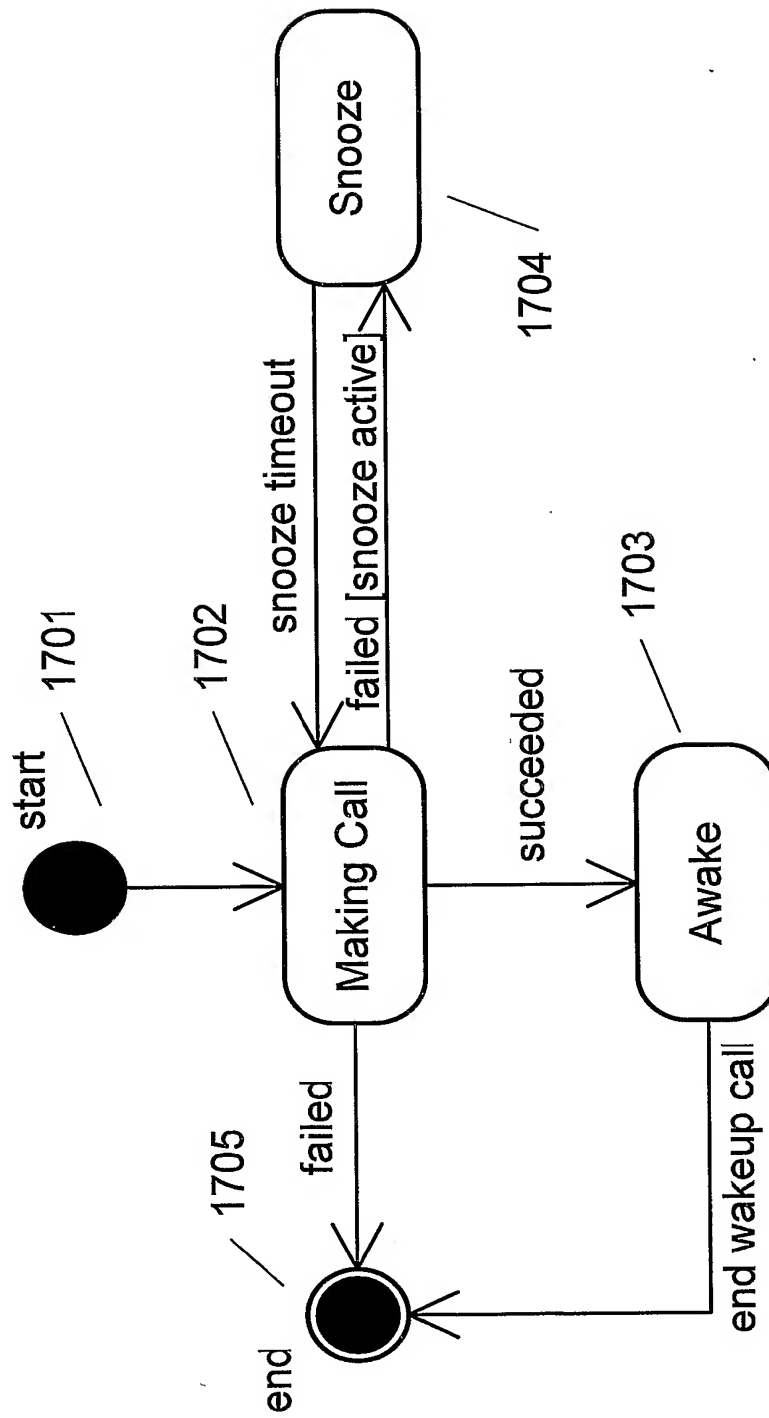 start
1701
1702
snooze timeout
Snooze
1704
failed [snooze active]
Making Call
end
1705
failed
succeeded
1703
Awake
end wakeup call